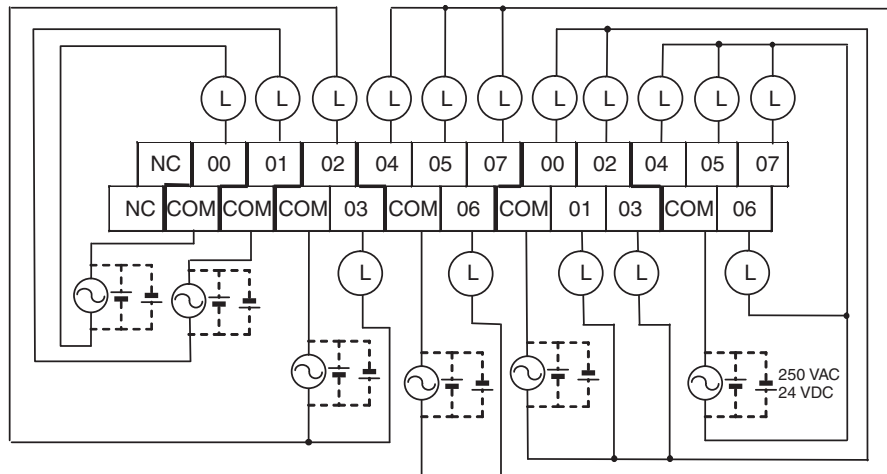 L L L L L L L L L L L
NC 00 01 02 04 05 07 00 02 04 05 07
NC COM COM COM 03 COM 06 COM 01 03 COM 06
L L L L L
250 VAC
24 VDC